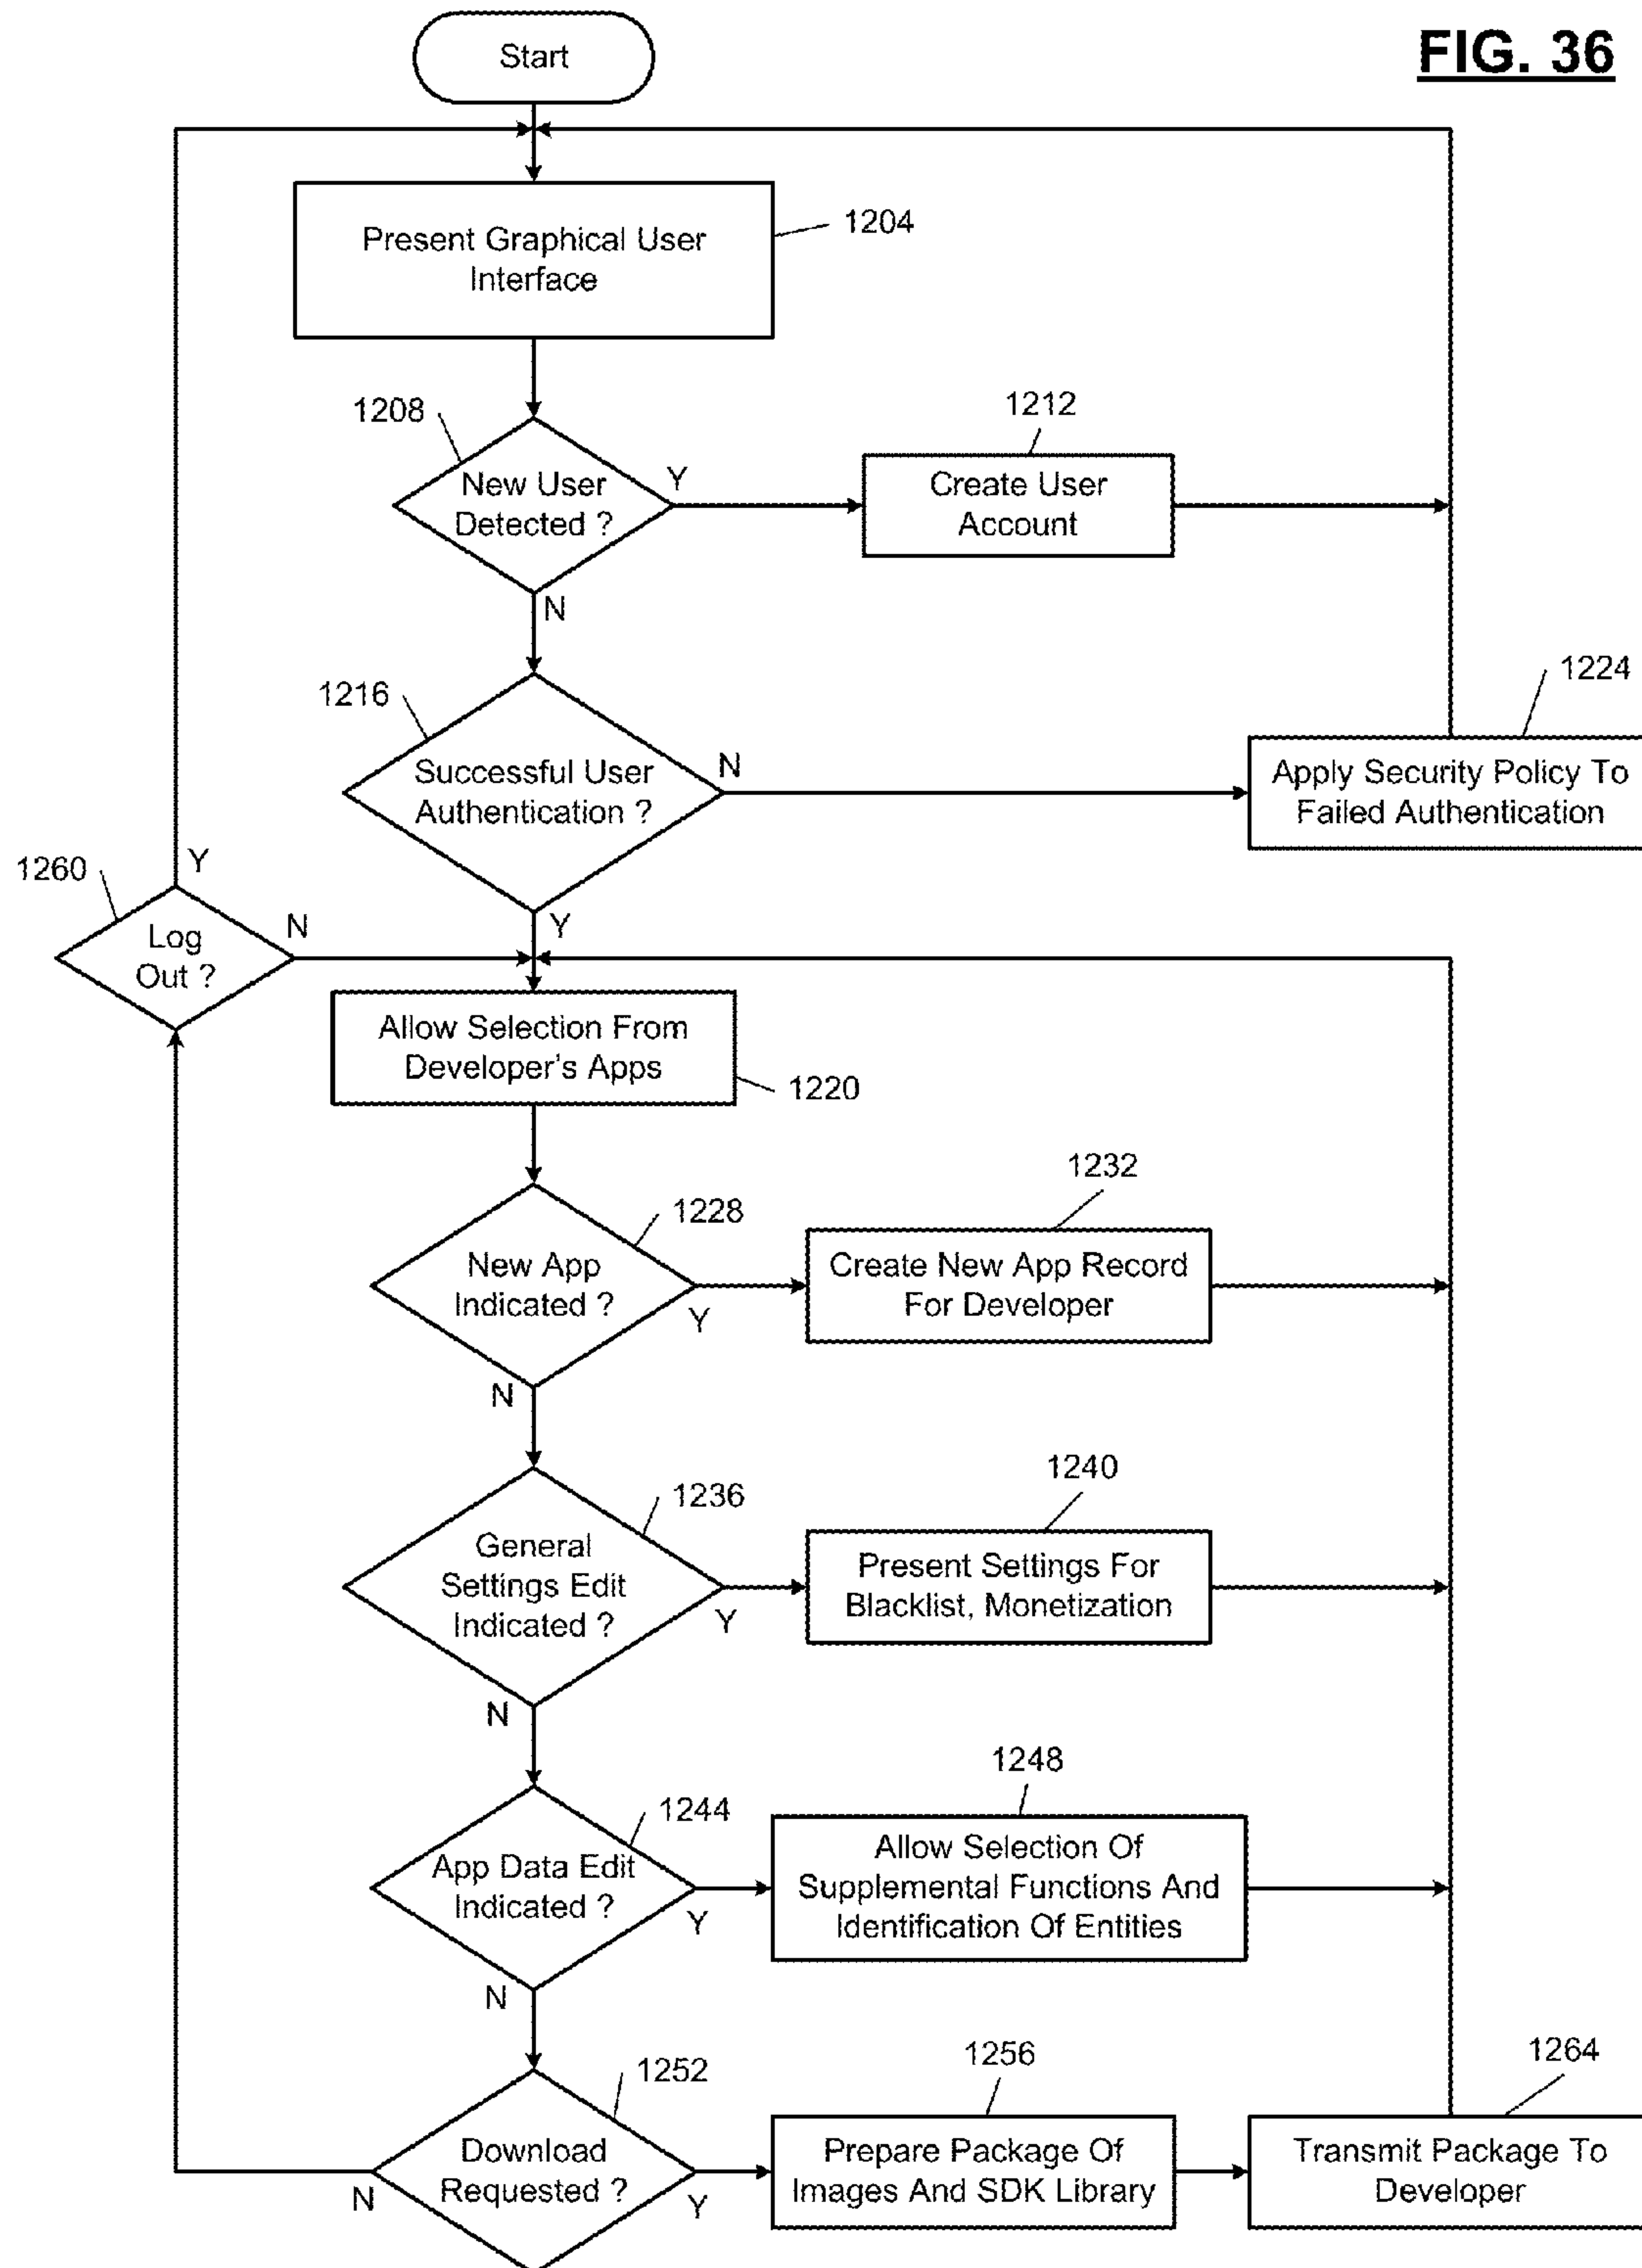 FIG. 36
Start
Present Graphical User
Interface
1204
1208
New User
Detected ?
Y
N
1212
Create User
Account
1216
Successful User
Authentication ?
N
Y
1224
Apply Security Policy To
Failed Authentication
1260
Log
Out ?
Y
N
Allow Selection From
Developer's Apps
1220
1228
New App
Indicated ?
Y
N
1232
Create New App Record
For Developer
1236
General
Settings Edit
Indicated ?
Y
N
1240
Present Settings For
Blacklist, Monetization
1244
App Data Edit
Indicated ?
Y
N
1248
Allow Selection Of
Supplemental Functions And
Identification Of Entities
1252
Download
Requested ?
N
Y
1256
Prepare Package Of
Images And SDK Library
1264
Transmit Package To
Developer